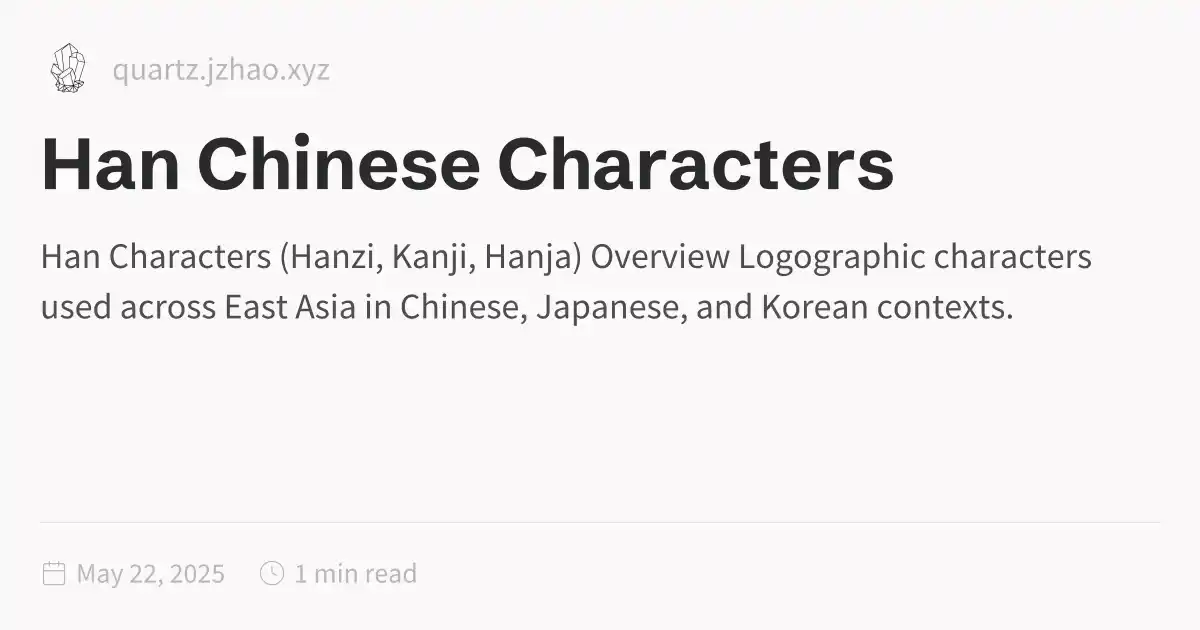 quartz.jzhao.xyz
Han Chinese Characters
Han Characters (Hanzi, Kanji, Hanja) Overview Logographic characters
used across East Asia in Chinese, Japanese, and Korean contexts.
May 22, 2025 1 min read